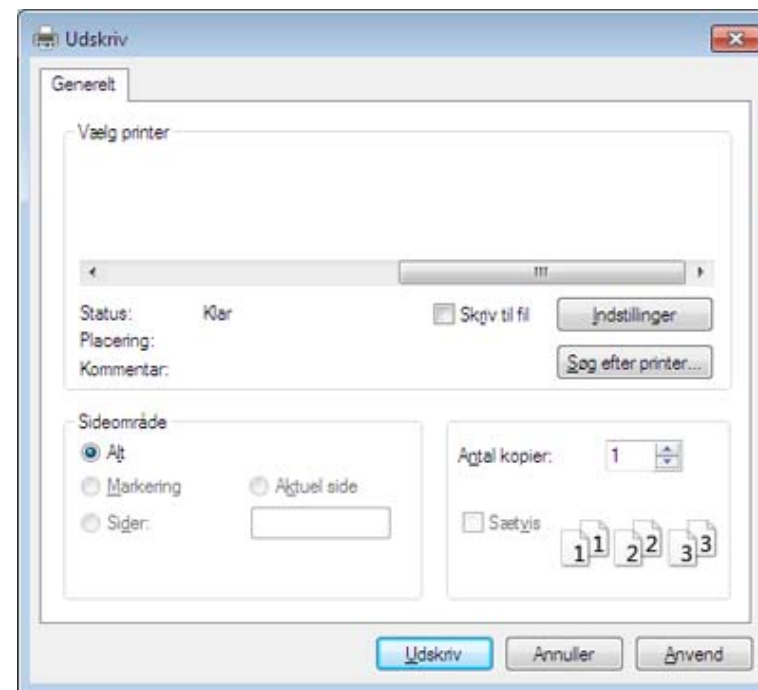 Udskriv
Generelt
Vælg printer
Status: Klar
Skriv til fil
Indstillinger
Placering:
Kommentar:
Søg efter printer...
Sideområde
Alt
Markering
Aktuel side
Sider:
Antal kopier: 1
Sætvis
1 1 2 2 3 3
Udskriv
Annuller
Anvend